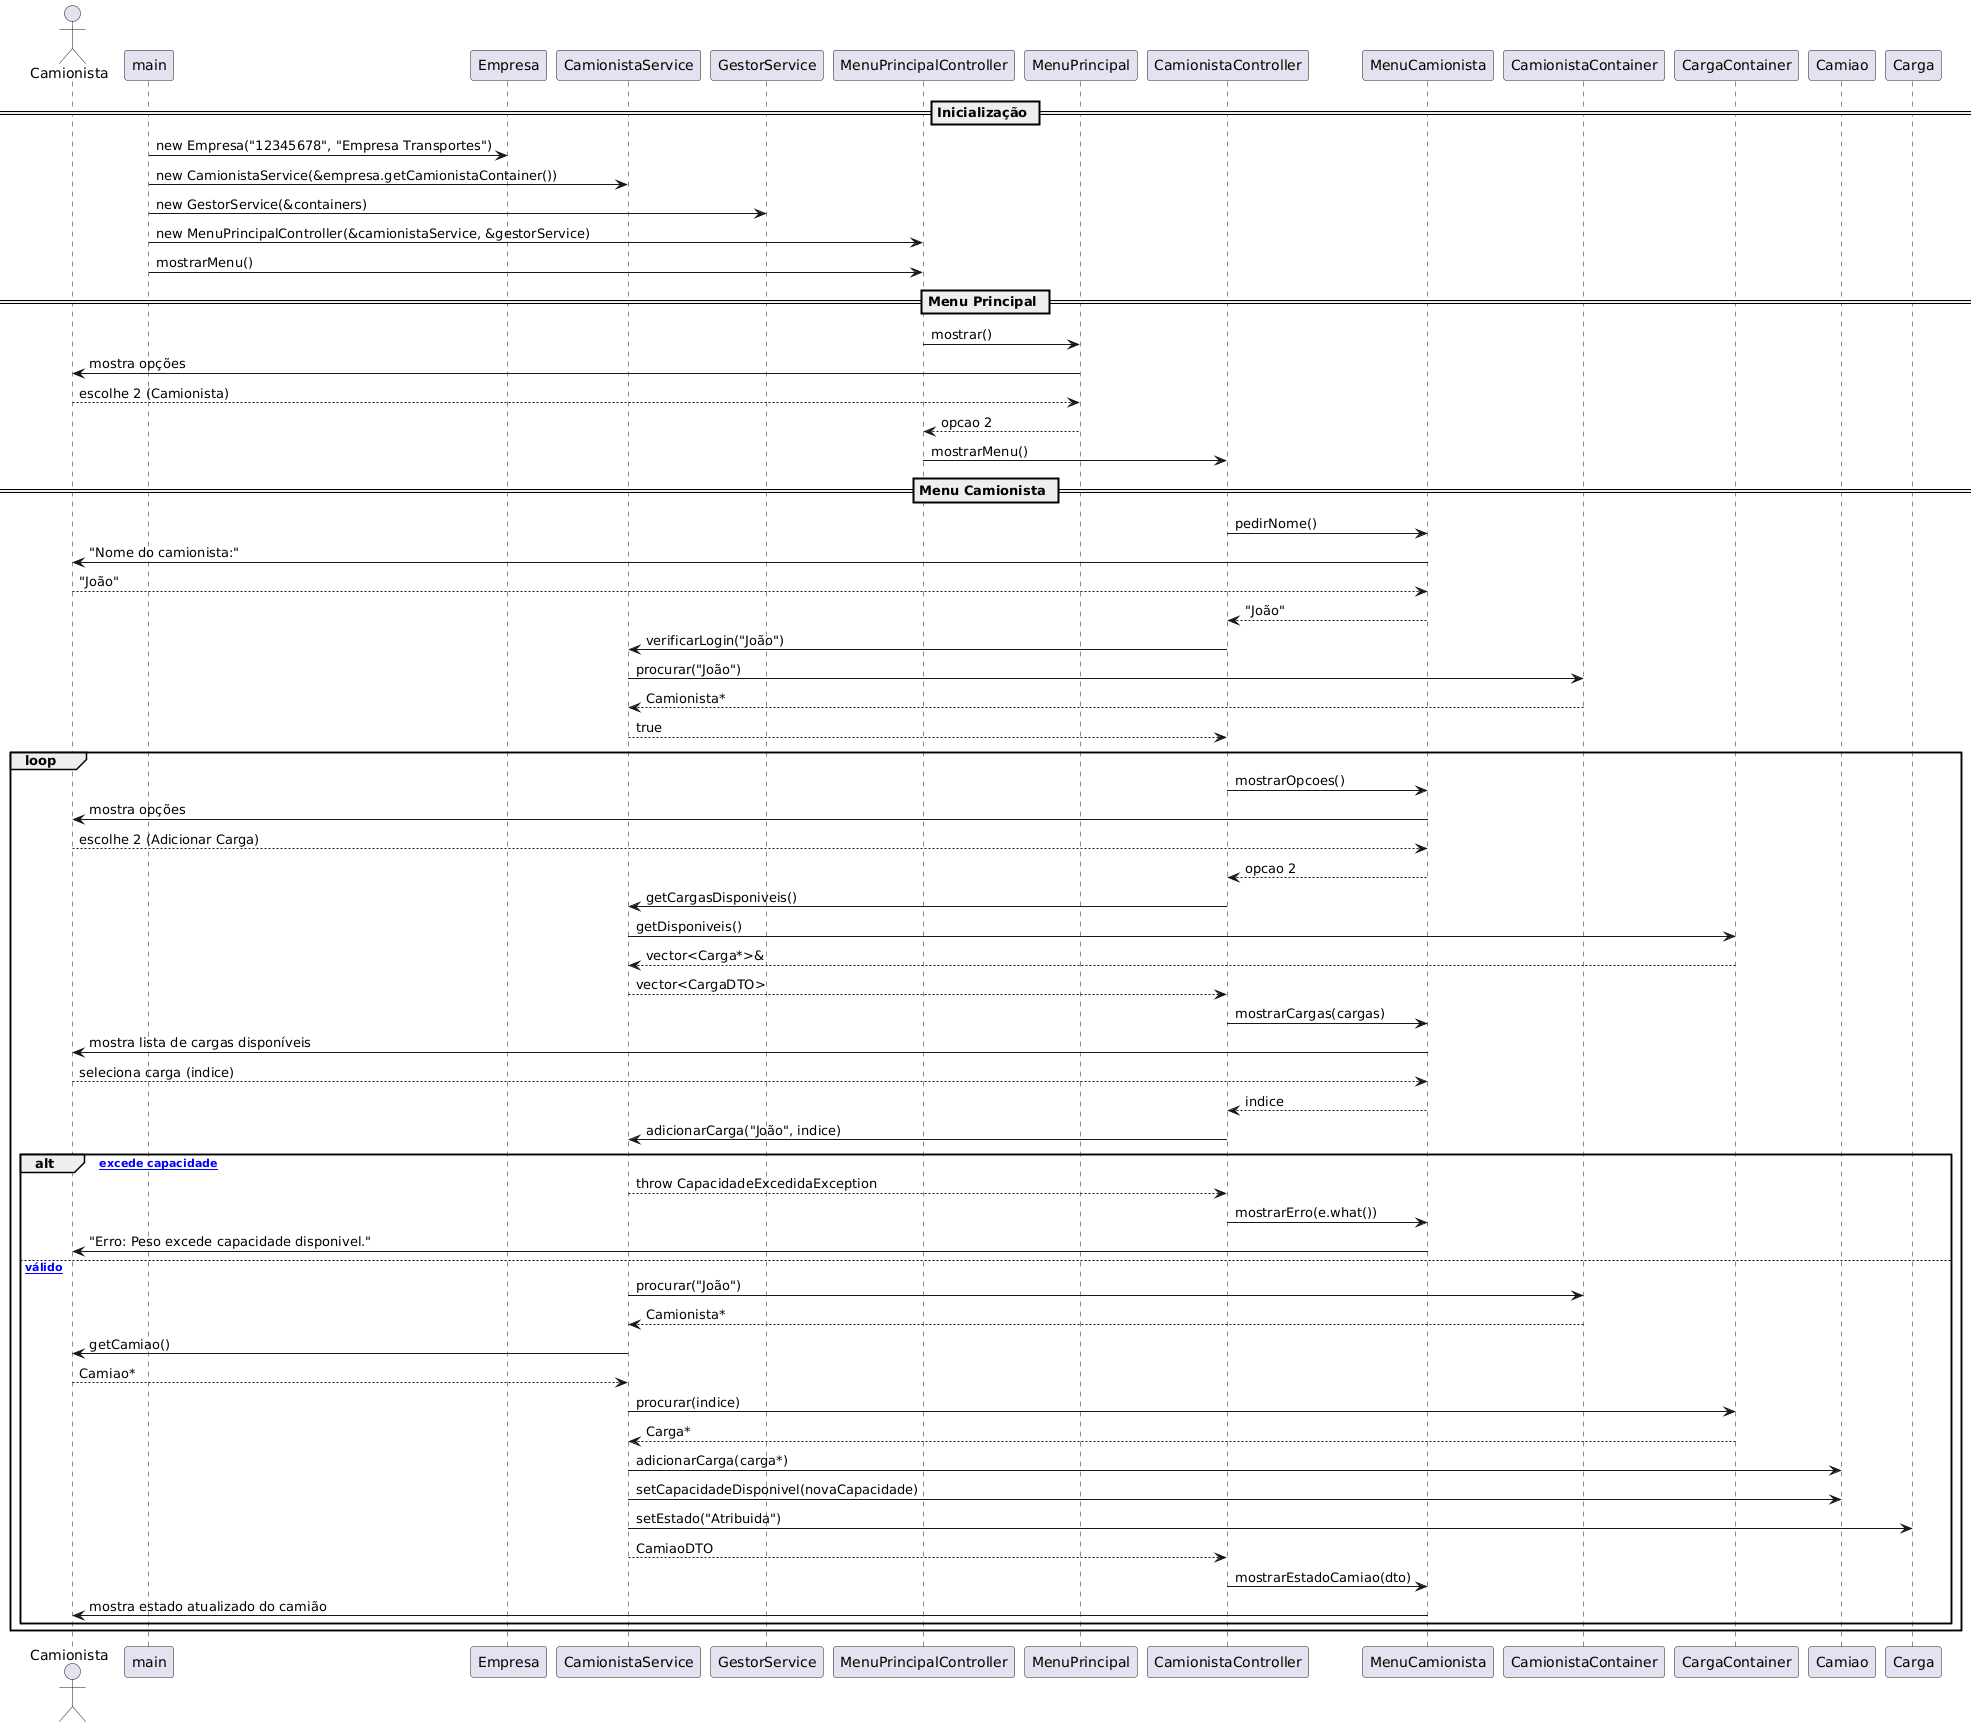 Camionista
main
Empresa
CamionistaService
GestorService
MenuPrincipalController
MenuPrincipal
CamionistaController
MenuCamionista
CamionistaContainer
CargaContainer
Camiao
Carga
Inicialização
new Empresa("12345678", "Empresa Transportes")
new CamionistaService(&empresa.getCamionistaContainer())
new GestorService(&containers)
new MenuPrincipalController(&camionistaService, &gestorService)
mostrarMenu()
Menu Principal
mostrar()
mostra opções
escolhe 2 (Camionista)
opcao 2
mostrarMenu()
Menu Camionista
pedirNome()
"Nome do camionista:"
"João"
"João"
verificarLogin("João")
procurar("João")
Camionista*
true
loop
mostrarOpcoes()
mostra opções
escolhe 2 (Adicionar Carga)
opcao 2
getCargasDisponiveis()
getDisponiveis()
vector<Carga*>&
vector<CargaDTO>
mostrarCargas(cargas)
mostra lista de cargas disponíveis
seleciona carga (indice)
indice
adicionarCarga("João", indice)
alt excede capacidade
throw CapacidadeExcedidaException
mostrarErro(e.what())
"Erro: Peso excede capacidade disponivel."
válido
procurar("João")
Camionista*
getCamiao()
Camiao*
procurar(indice)
Carga*
adicionarCarga(carga*)
setCapacidadeDisponivel(novaCapacidade)
setEstado("Atribuida")
CamiaoDTO
mostrarEstadoCamiao(dto)
mostra estado atualizado do camião
Camionista
main
Empresa
CamionistaService
GestorService
MenuPrincipalController
MenuPrincipal
CamionistaController
MenuCamionista
CamionistaContainer
CargaContainer
Camiao
Carga